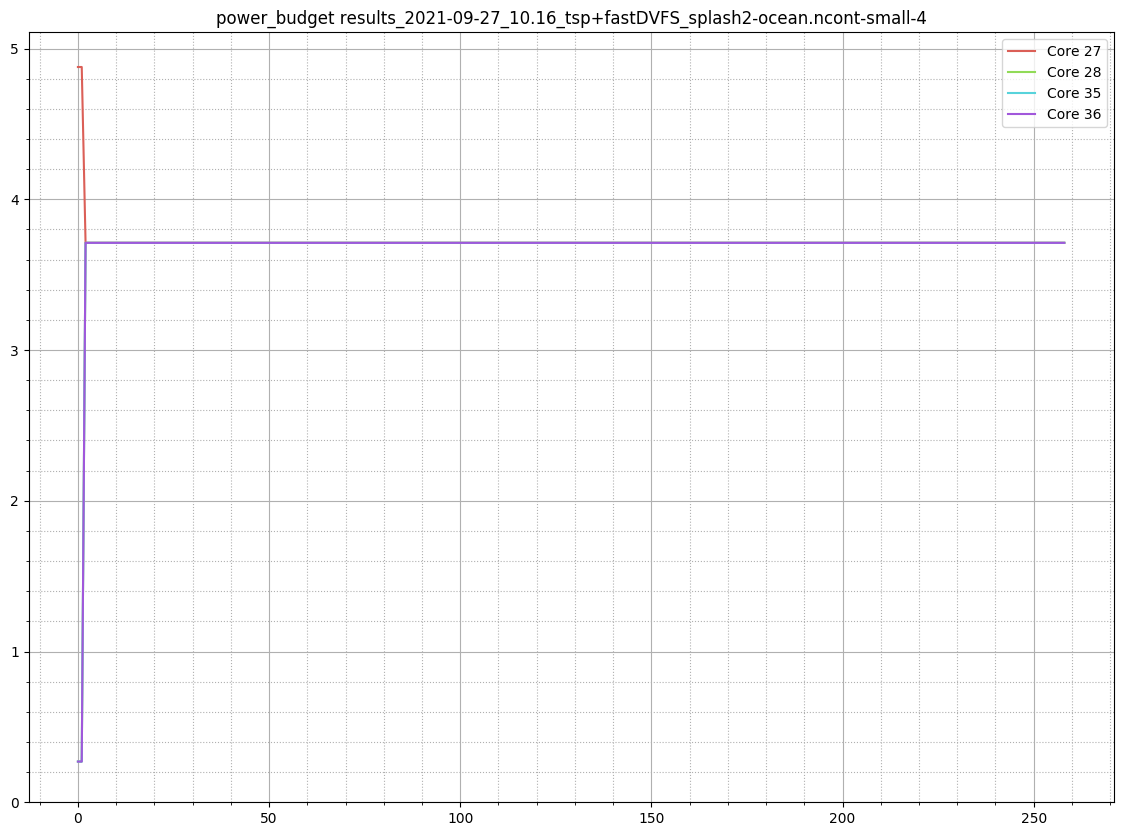 power_budget results_2021-09-27_10.16_tsp+fastDVFS_splash2-ocean.ncont-small-4
Core 27
Core 28
Core 35
Core 36
5
4
3
2
1
0
0 50 100 150 200 250